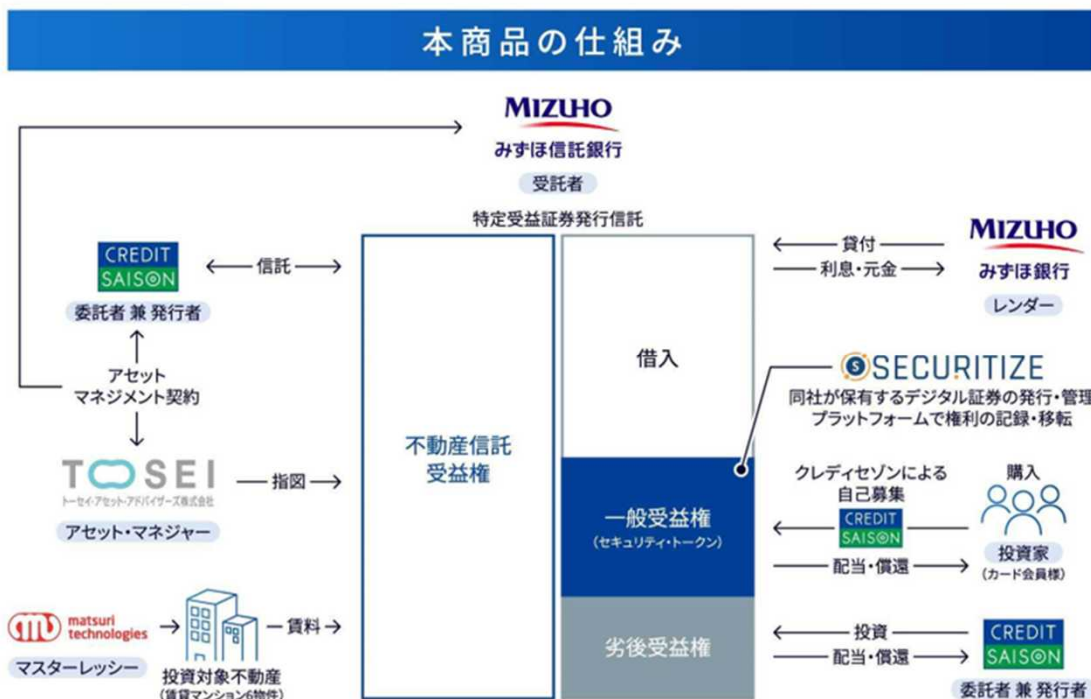 本商品の仕組み
MIZUHO
みずほ信託銀行
受託者
特定受益証券発行信託
CREDIT
SAISON
委託者 兼 発行者
信託
アセット
マネジメント契約
TOSEI
トーセイ・アセット・アドバイザーズ株式会社
アセット・マネジャー
指図
matsuri
technologies
マスターレッシー
投資対象不動産
(賃貸マンション6物件)
賃料
不動産信託
受益権
借入
一般受益権
(セキュリティ・トークン)
劣後受益権
貸付
利息・元金
MIZUHO
みずほ銀行
レンダー
SECURITIZE
同社が保有するデジタル証券の発行・管理
プラットフォームで権利の記録・移転
クレディセゾンによる
自己募集
CREDIT
SAISON
配当・償還
購入
投資家
(カード会員様)
投資
配当・償還
CREDIT
SAISON
委託者 兼 発行者